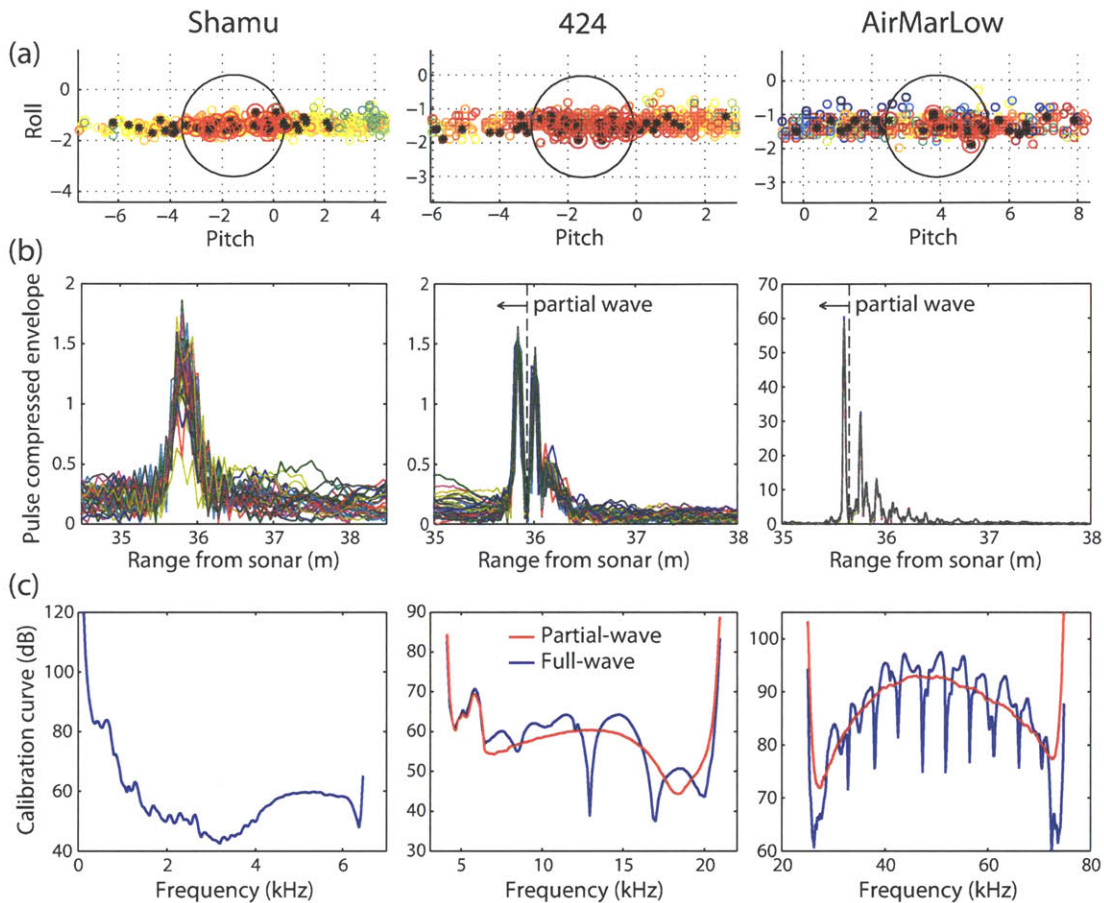 Shamu 424 AirMarLow
(a)
Roll
0
−2
−4
−6 −4 −2 0 2 4
Pitch
0
−1
−2
−3
−6 −4 −2 0 2
Pitch
0
−1
−2
−3
0 2 4 6 8
Pitch
(b)
Pulse compressed envelope
2
1.5
1
0.5
0
35 36 37 38
Range from sonar (m)
partial wave
2
1.5
1
0.5
0
35 36 37 38
Range from sonar (m)
partial wave
70
60
50
40
30
20
10
0
35 36 37 38
Range from sonar (m)
(c)
Calibration curve (dB)
120
100
80
60
40
0 2 4 6
Frequency (kHz)
Partial-wave
Full-wave
90
80
70
60
50
40
30
5 10 15 20
Frequency (kHz)
100
90
80
70
60
20 40 60 80
Frequency (kHz)